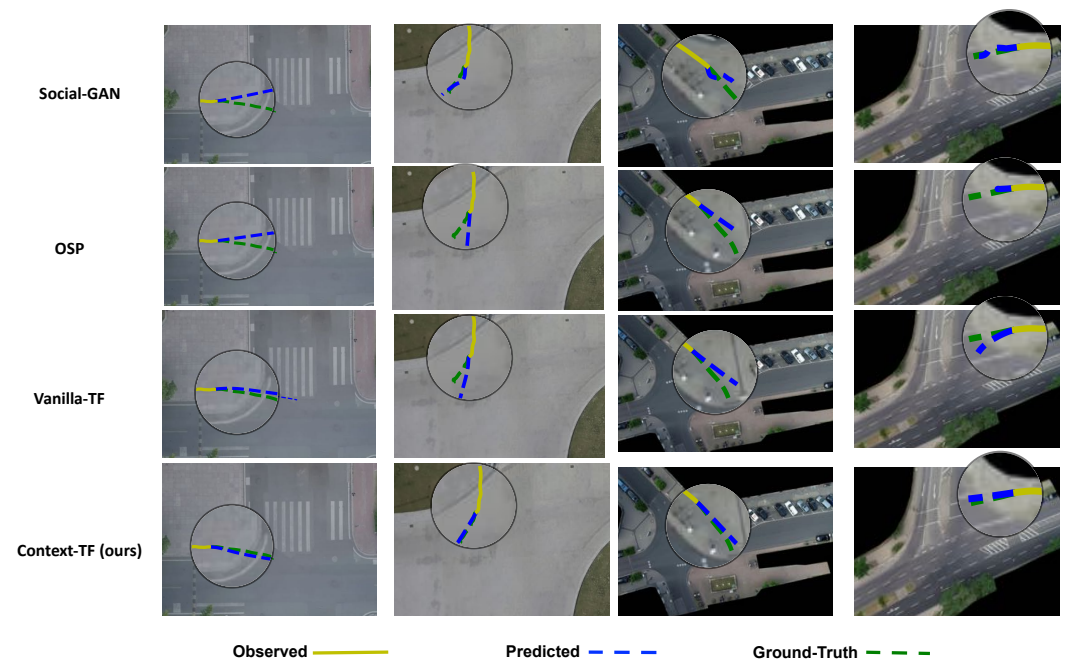 Social-GAN
OSP
Vanilla-TF
Context-TF (ours)
Observed Predicted Ground-Truth